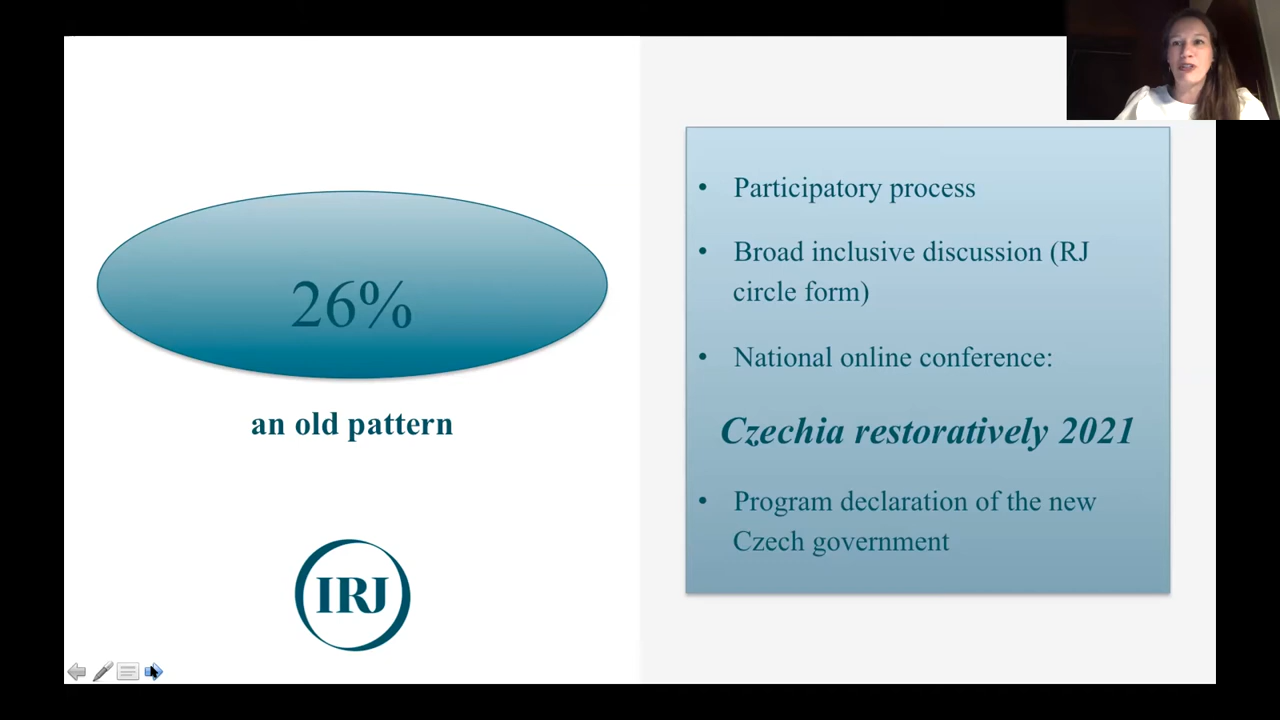 26%
an old pattern
IRJ
• Participatory process
• Broad inclusive discussion (RJ
circle form)
• National online conference:
Czechia restoratively 2021
• Program declaration of the new
Czech government